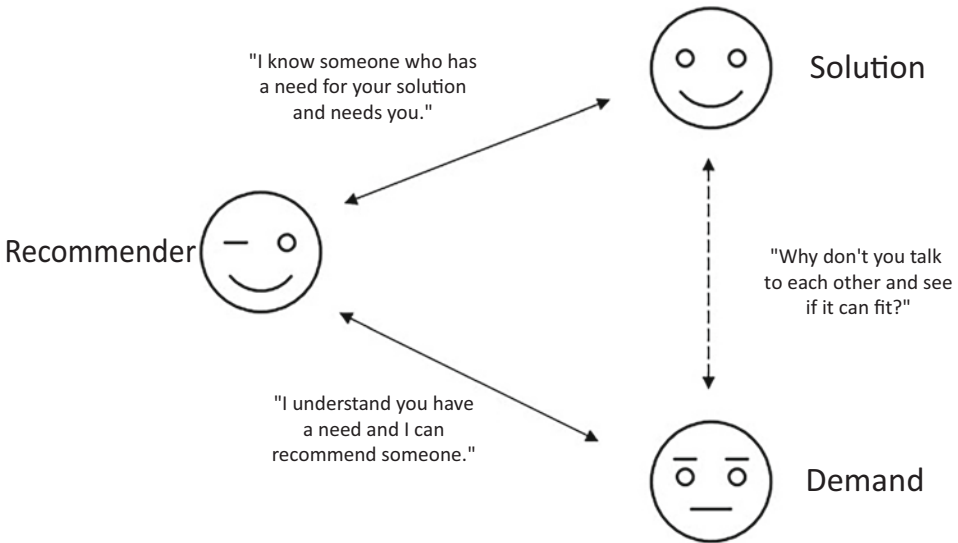 "I know someone who has
a need for your solution
and needs you."
Solution
Recommender
"Why don't you talk
to each other and see
if it can fit?"
"I understand you have
a need and I can
recommend someone."
Demand